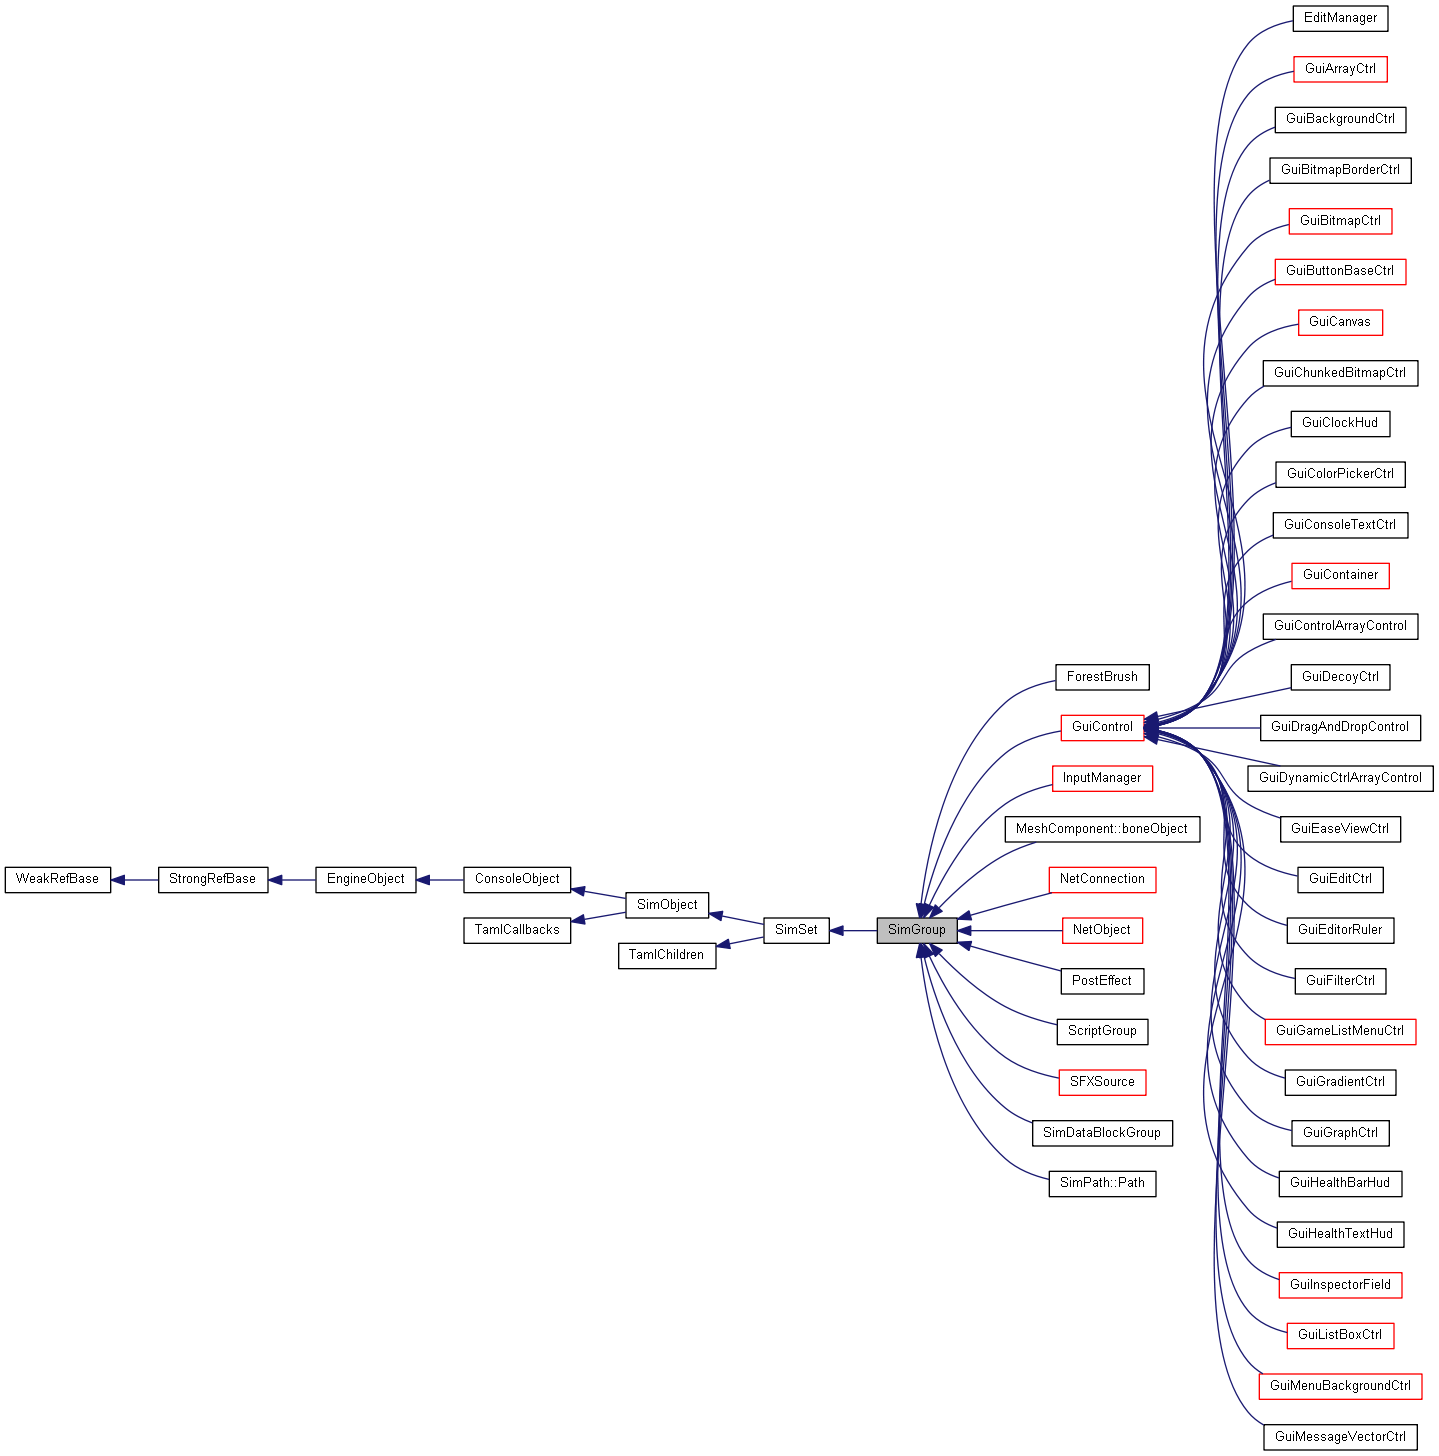 EditManager
GuiArrayCtrl
GuiBackgroundCtrl
GuiBitmapBorderCtrl
GuiBitmapCtrl
GuiButtonBaseCtrl
GuiCanvas
GuiChunkedBitmapCtrl
GuiClockHud
GuiColorPickerCtrl
GuiConsoleTextCtrl
GuiContainer
GuiControlArrayControl
ForestBrush
GuiDecoyCtrl
GuiControl
GuiDragAndDropControl
InputManager
GuiDynamicCtrlArrayControl
MeshComponent::boneObject
GuiEaseViewCtrl
WeakRefBase
StrongRefBase
EngineObject
ConsoleObject
NetConnection
GuiEditCtrl
SimObject
TamlCallbacks
SimSet
SimGroup
NetObject
GuiEditorRuler
TamlChildren
PostEffect
GuiFilterCtrl
ScriptGroup
GuiGameListMenuCtrl
SFXSource
GuiGradientCtrl
SimDataBlockGroup
GuiGraphCtrl
SimPath::Path
GuiHealthBarHud
GuiHealthTextHud
GuiInspectorField
GuiListBoxCtrl
GuiMenuBackgroundCtrl
GuiMessageVectorCtrl